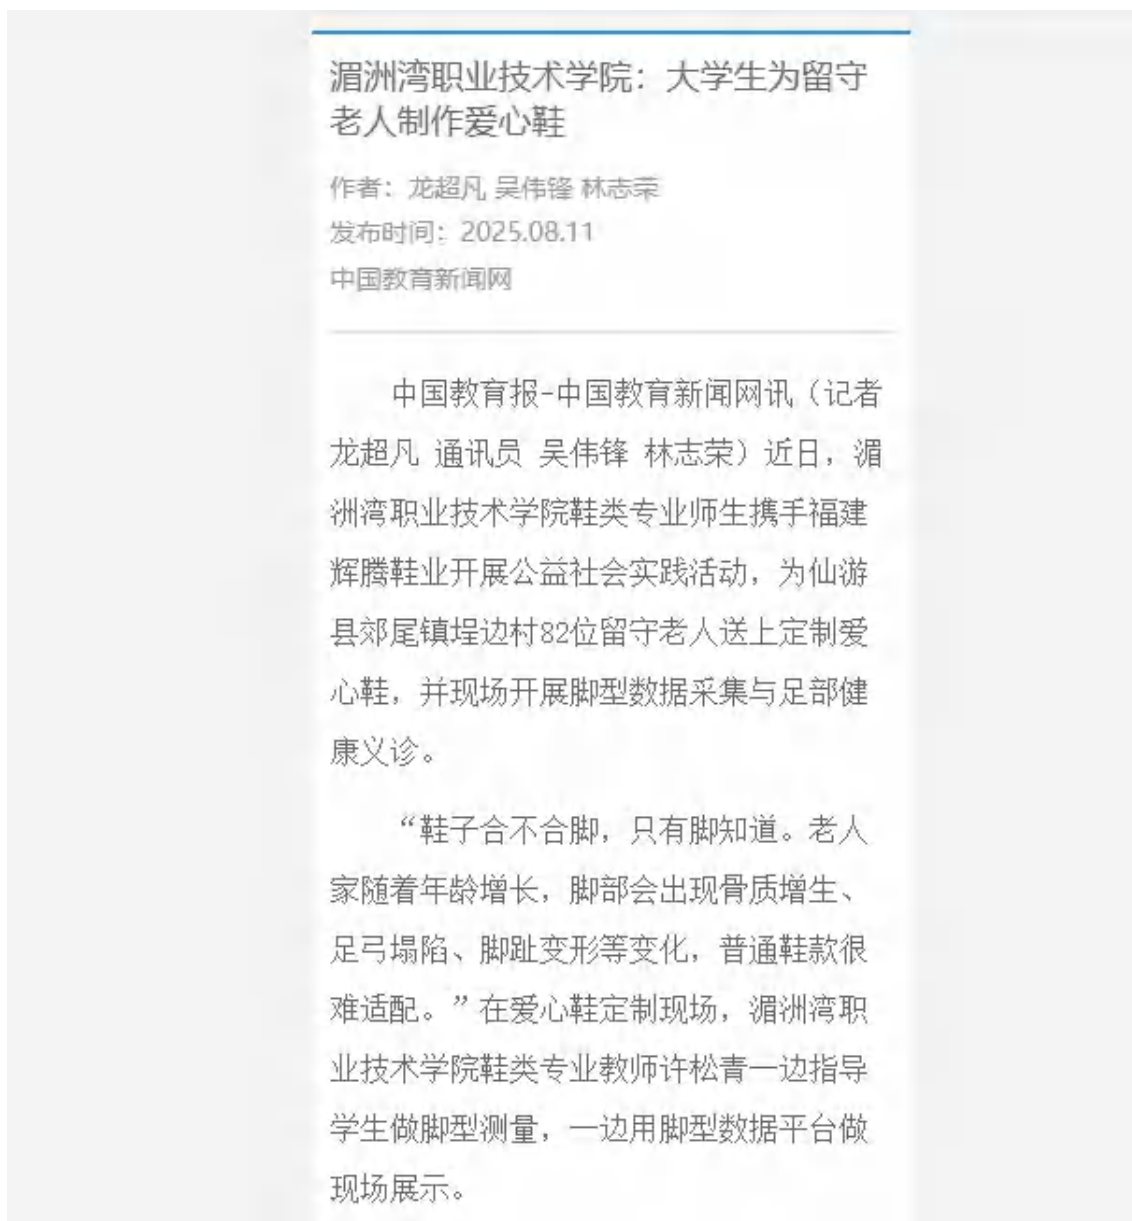 湄洲湾职业技术学院：大学生为留守
老人制作爱心鞋
作者：龙超凡 吴伟锋 林志荣
发布时间：2025.08.11
中国教育新闻网
中国教育报-中国教育新闻网讯（记者
龙超凡 通讯员 吴伟锋 林志荣）近日，湄
洲湾职业技术学院鞋类专业师生携手福建
辉腾鞋业开展公益社会实践活动，为仙游
县郊尾镇埕边村82位留守老人送上定制爱
心鞋，并现场开展脚型数据采集与足部健
康义诊。
“鞋子合不合脚，只有脚知道。老人
家随着年龄增长，脚部会出现骨质增生、
足弓塌陷、脚趾变形等变化，普通鞋款很
难适配。”在爱心鞋定制现场，湄洲湾职
业技术学院鞋类专业教师许松青一边指导
学生做脚型测量，一边用脚型数据平台做
现场展示。